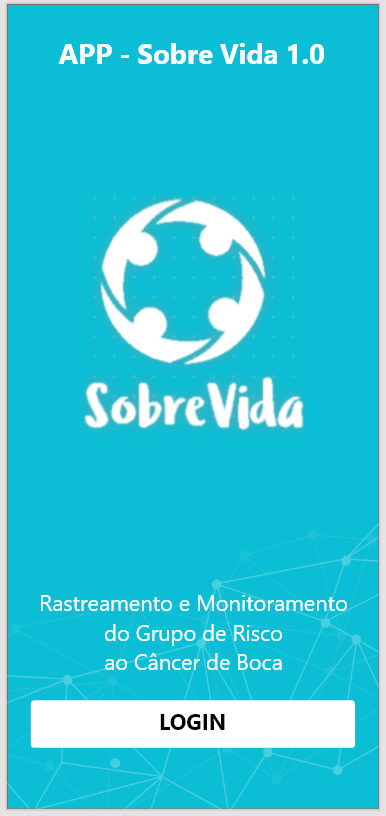 APP - Sobre Vida 1.0
SobreVida
Rastreamento e Monitoramento
do Grupo de Risco
ao Câncer de Boca
LOGIN